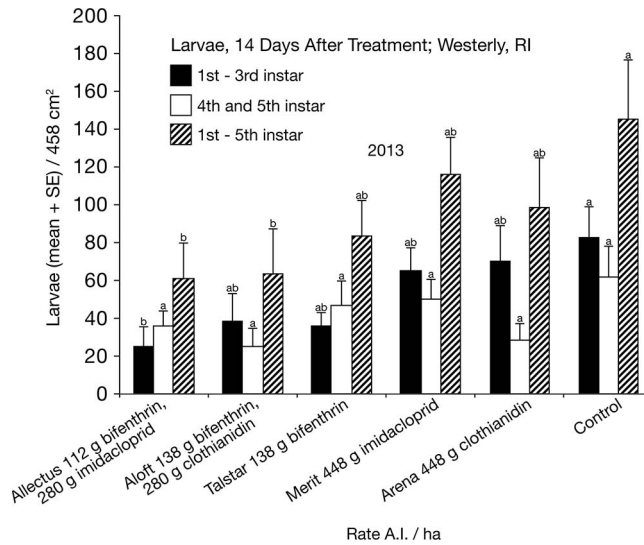 200
180
160
140
120
100
80
60
40
20
0
Larvae (mean + SE) / 458 cm²
Larvae, 14 Days After Treatment; Westerly, RI
1st - 3rd instar
4th and 5th instar
1st - 5th instar
2013
b
a
b
ab
a
b
ab
a
ab
ab
a
ab
ab
a
ab
a
a
a
Allectus 112 g bifenthrin,
280 g imidacloprid
Aloft 138 g bifenthrin,
280 g clothianidin
Talstar 138 g bifenthrin
Merit 448 g imidacloprid
Arena 448 g clothianidin
Control
Rate A.I. / ha